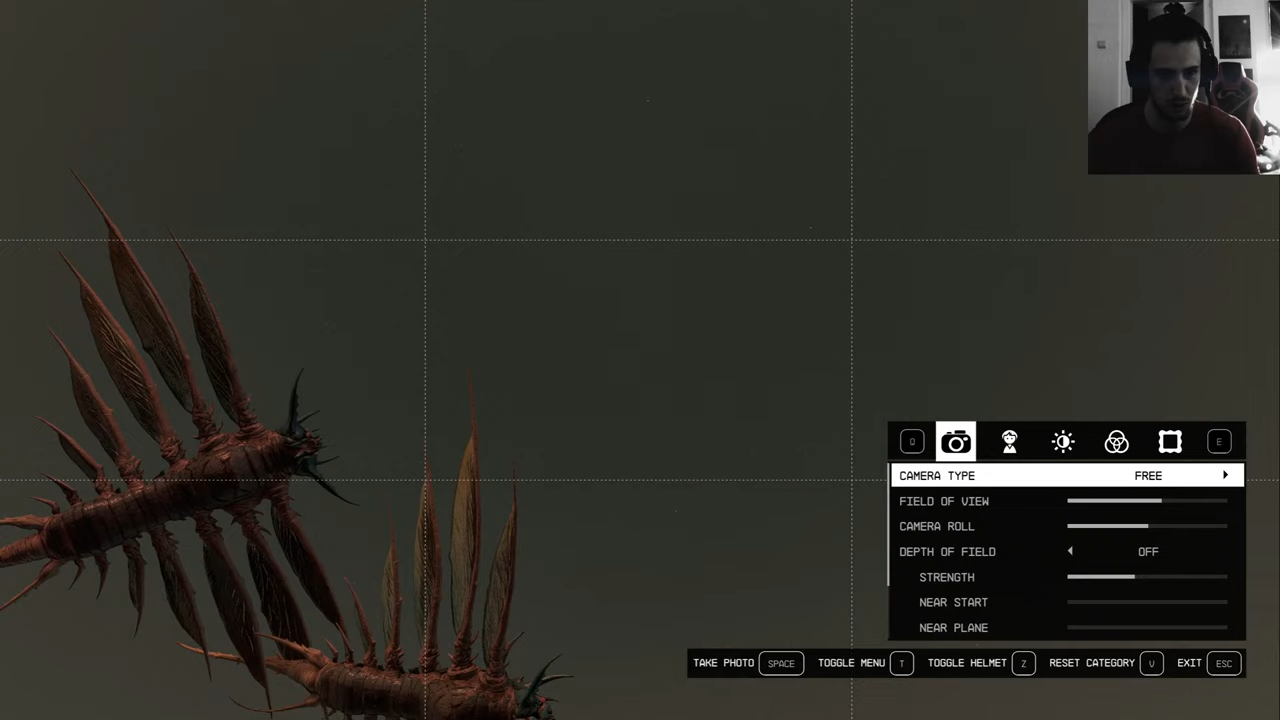 Q E
CAMERA TYPE FREE
FIELD OF VIEW
CAMERA ROLL
DEPTH OF FIELD OFF
STRENGTH
NEAR START
NEAR PLANE
TAKE PHOTO SPACE TOGGLE MENU T TOGGLE HELMET Z RESET CATEGORY V EXIT ESC